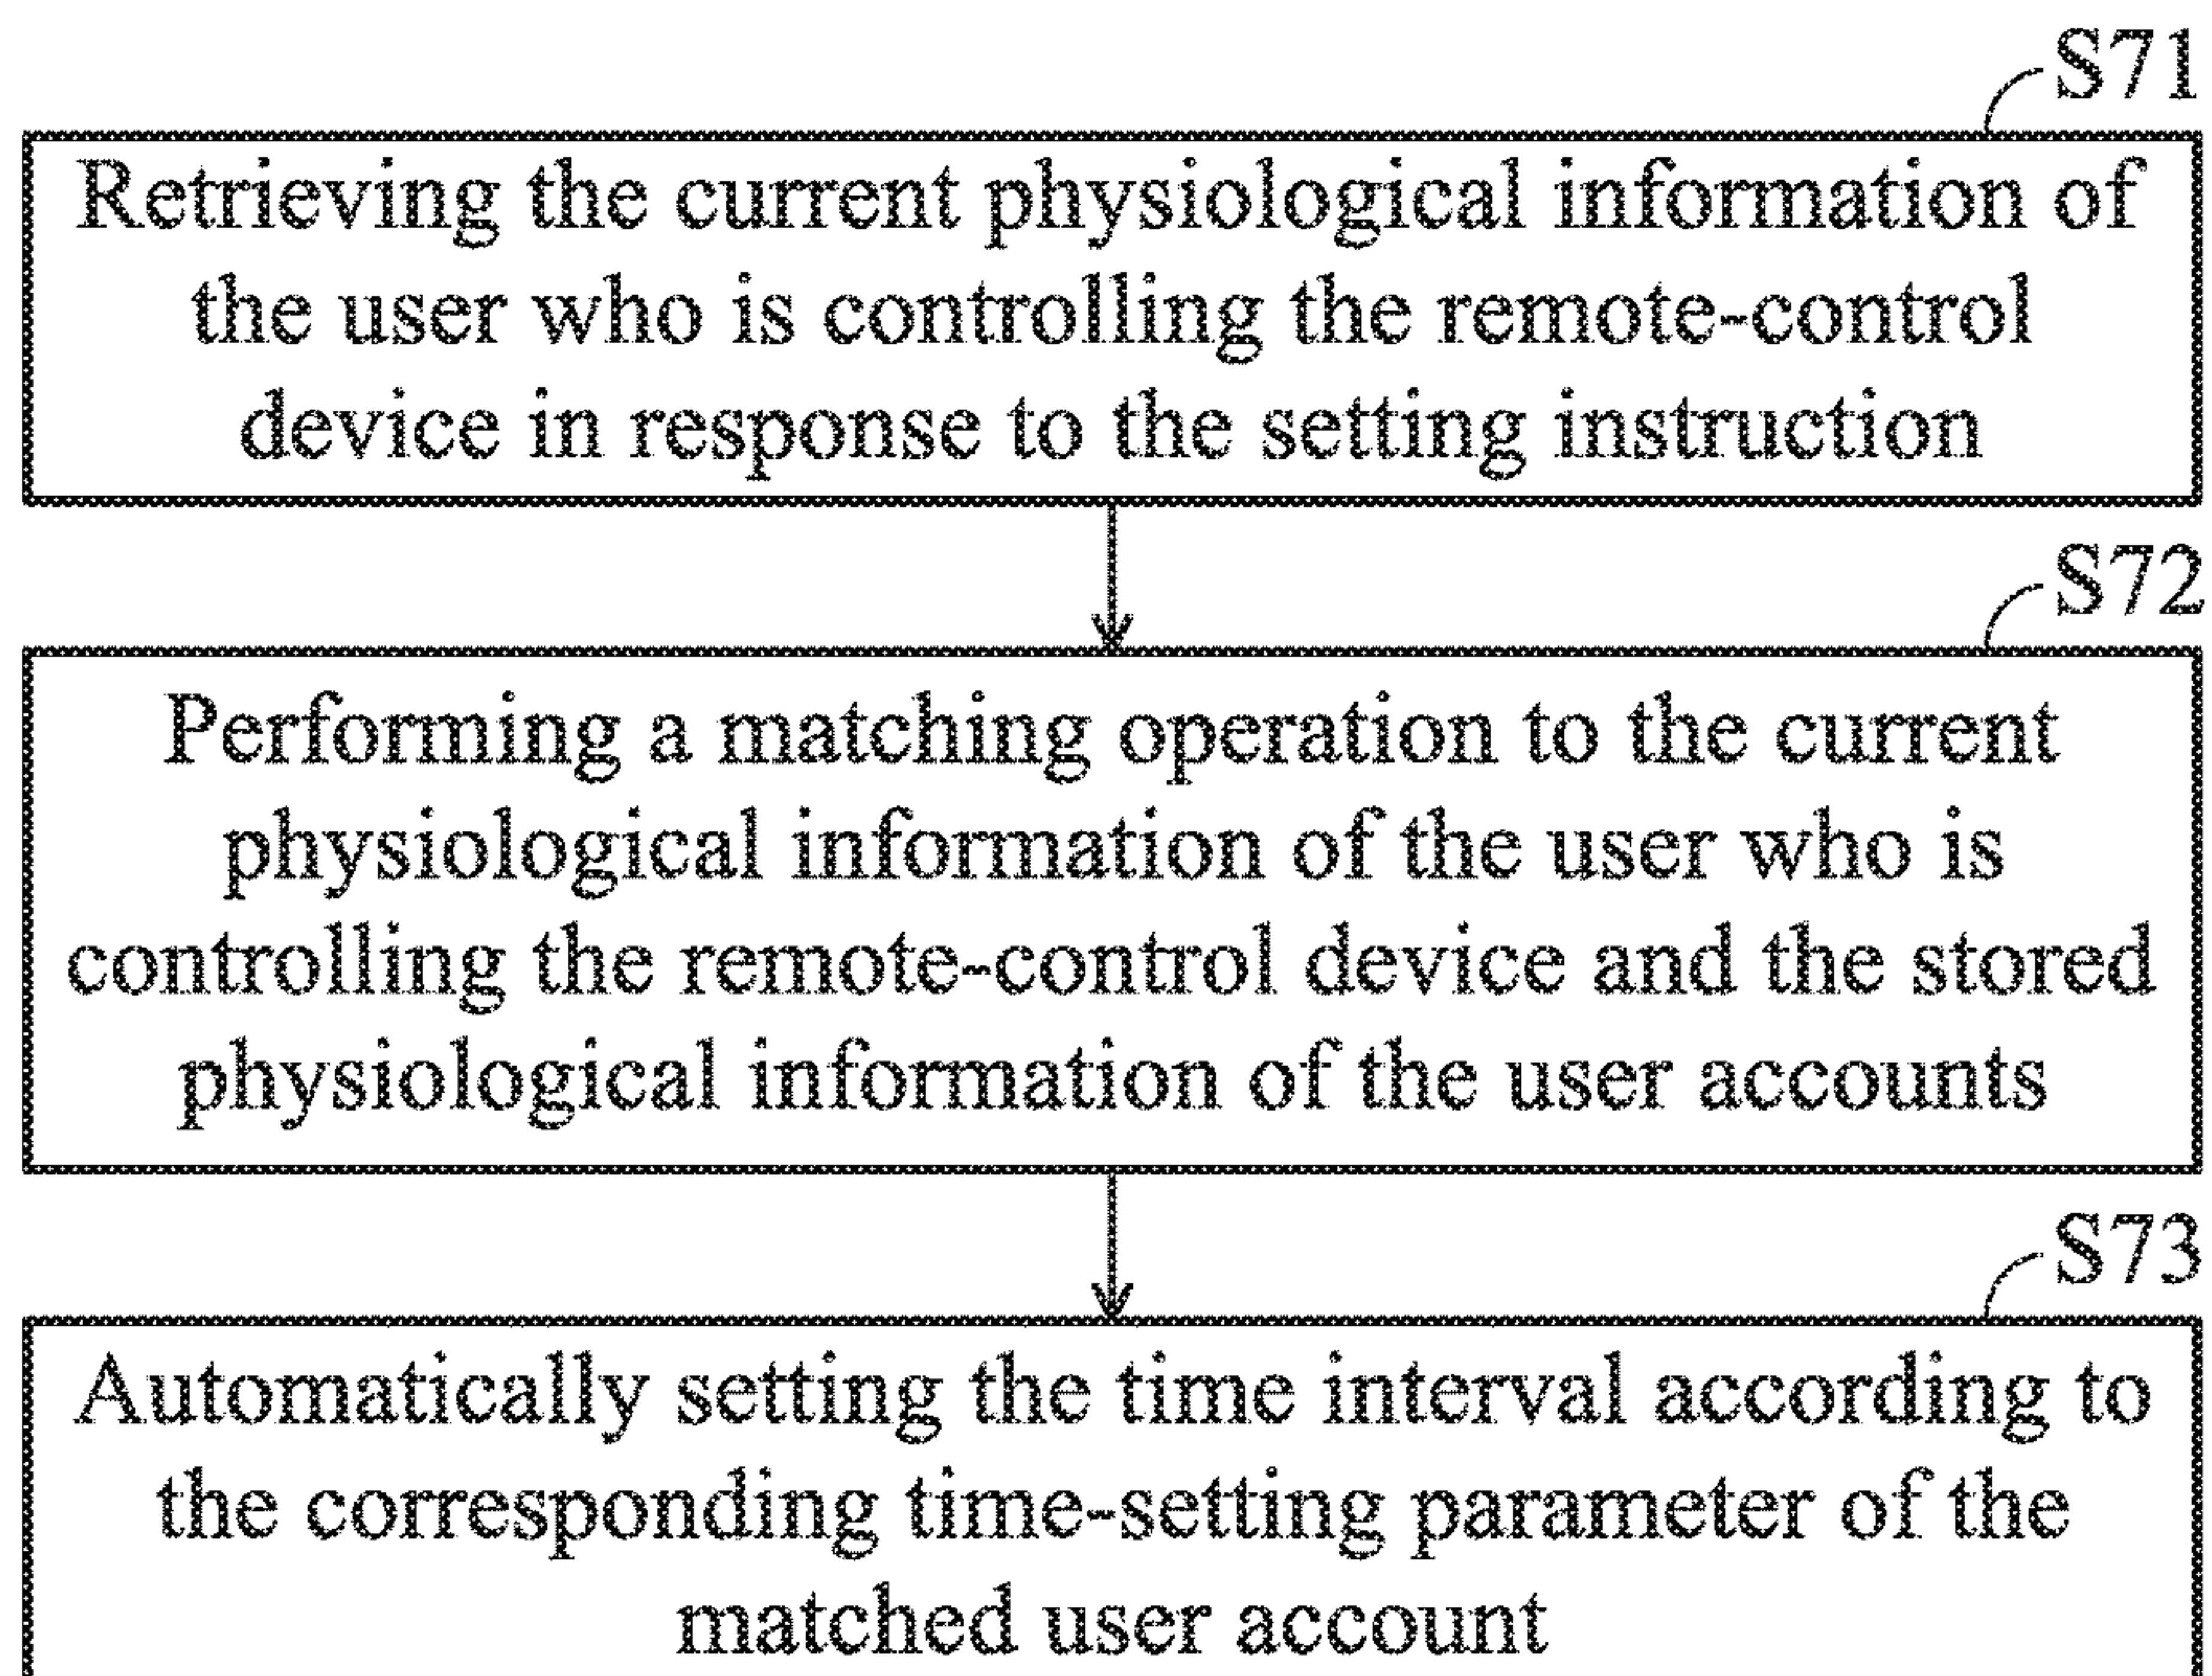 S71
Retrieving the current physiological information of
the user who is controlling the remote-control
device in response to the setting instruction
S72
Performing a matching operation to the current
physiological information of the user who is
controlling the remote-control device and the stored
physiological information of the user accounts
S73
Automatically setting the time interval according to
the corresponding time-setting parameter of the
matched user account